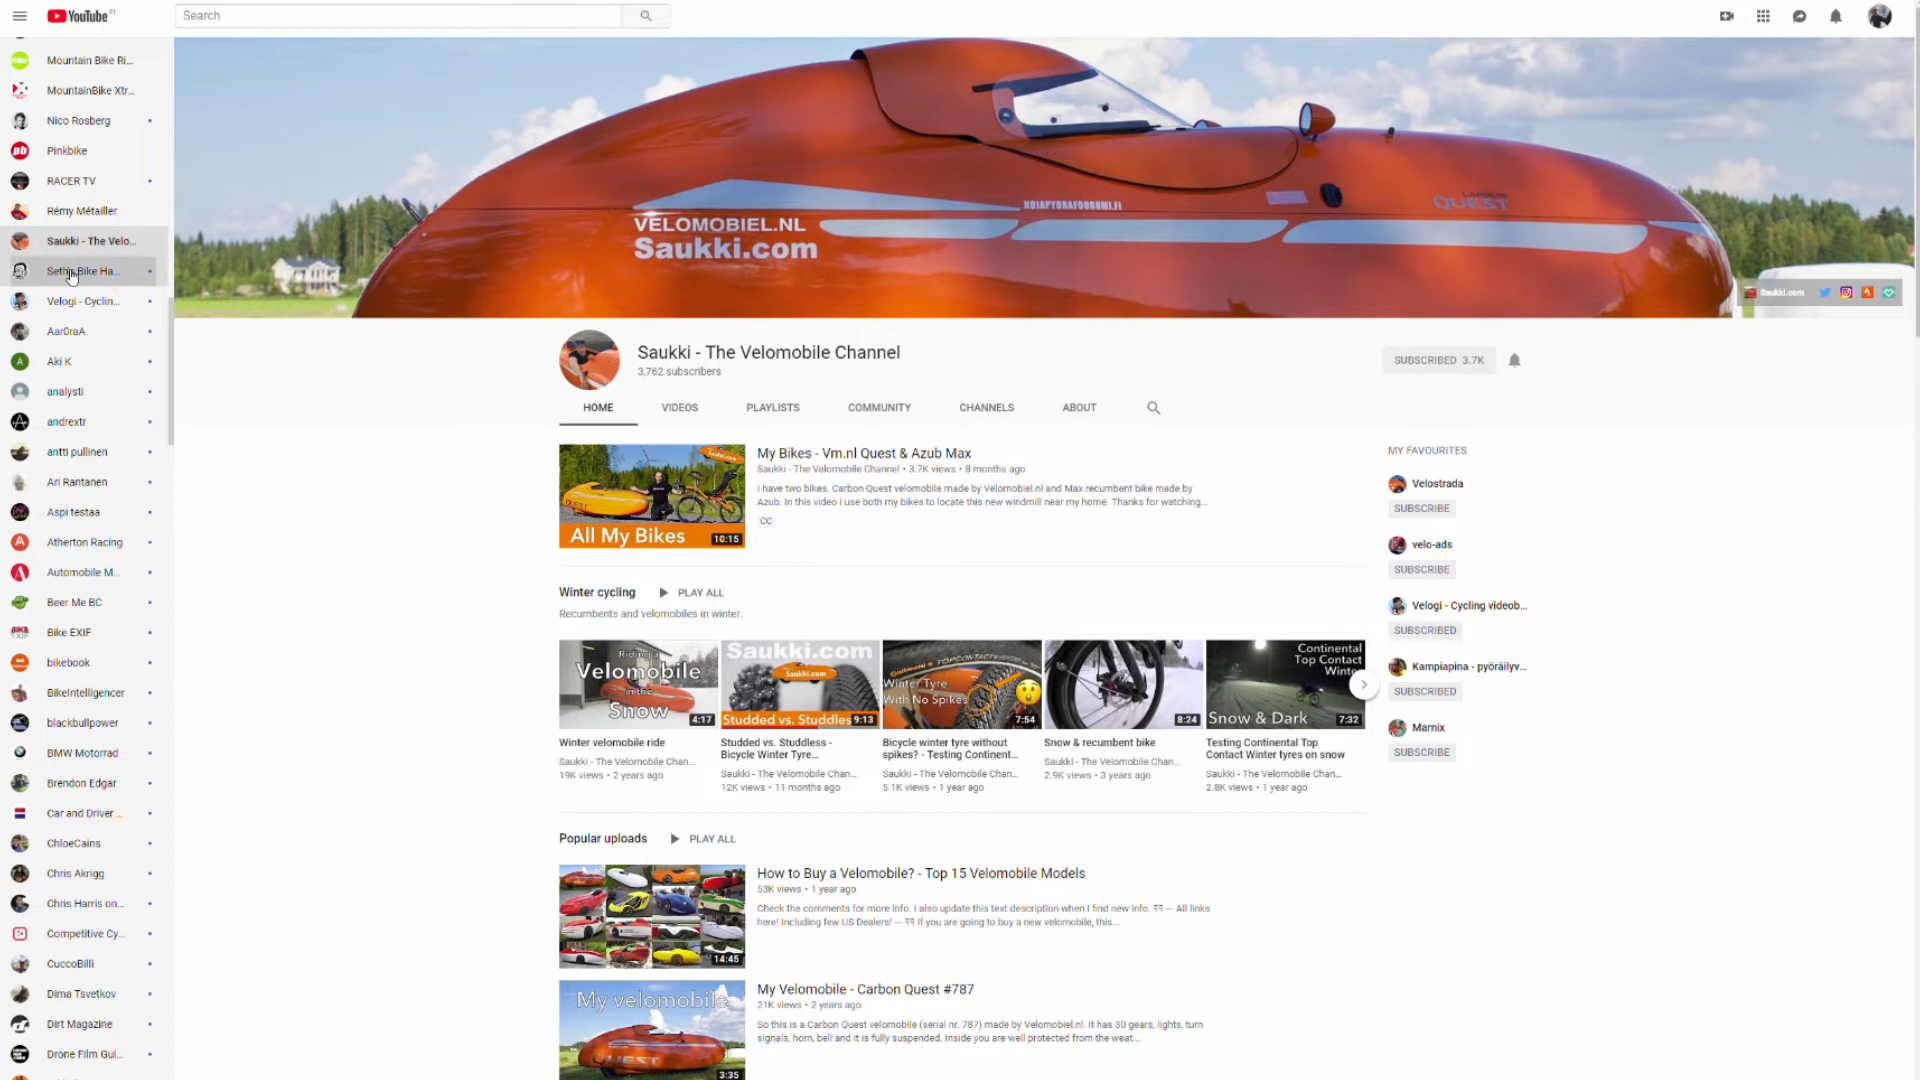 YouTube FI
Search
Mountain Bike Ri...
MountainBike Xtr...
Nico Rosberg
Pinkbike
RACER TV
Rémy Métailler
Saukki - The Velo...
Seth's Bike Ha...
Velogi - Cyclin...
Aar0raA
Aki K
analysti
andrextr
antti pullinen
Ari Rantanen
Aspi testaa
Atherton Racing
Automobile M...
Beer Me BC
Bike EXIF
bikebook
BikeIntelligencer
blackbullpower
BMW Motorrad
Brendon Edgar
Car and Driver ...
ChloeCains
Chris Akrigg
Chris Harris on...
Competitive Cy...
CuccoBilli
Dima Tsvetkov
Dirt Magazine
Drone Film Gui...
VELOMOBIEL.NL
Saukki.com
NOJAPYORAFOORUMI.FI
CARBON
QUEST
Saukki.com
Saukki - The Velomobile Channel
3,762 subscribers
SUBSCRIBED 3.7K
HOME VIDEOS PLAYLISTS COMMUNITY CHANNELS ABOUT
All My Bikes
10:15
My Bikes - Vm.nl Quest & Azub Max
Saukki - The Velomobile Channel • 3.7K views • 8 months ago
I have two bikes. Carbon Quest velomobile made by Velomobiel.nl and Max recumbent bike made by
Azub. In this video I use both my bikes to locate this new windmill near my home. Thanks for watching...
CC
Winter cycling PLAY ALL
Recumbents and velomobiles in winter.
Riding a
Velomobile
in the
Snow
4:17
Winter velomobile ride
Saukki - The Velomobile Chan...
19K views • 2 years ago
Saukki.com
Saukki.com
Studded vs. Studdless
9:13
Studded vs. Studless -
Bicycle Winter Tyre...
Saukki - The Velomobile Chan...
12K views • 11 months ago
TOPCONTACT
Winter Tyre
With No Spikes
7:54
Bicycle winter tyre without
spikes? - Testing Continent...
Saukki - The Velomobile Chan...
5.1K views • 1 year ago
8:24
Snow & recumbent bike
Saukki - The Velomobile Chan...
2.9K views • 3 years ago
Continental
Top Contact
Winter
Snow & Dark
7:32
Testing Continental Top
Contact Winter tyres on snow
Saukki - The Velomobile Chan...
2.8K views • 1 year ago
Popular uploads PLAY ALL
14:45
How to Buy a Velomobile? - Top 15 Velomobile Models
53K views • 1 year ago
Check the comments for more info. I also update this text description when I find new info. ¶¶ — All links
here! Including few US Dealers! — ¶¶ If you are going to buy a new velomobile, this...
My velomobile
QUEST
3:35
My Velomobile - Carbon Quest #787
21K views • 2 years ago
So this is a Carbon Quest velomobile (serial nr. 787) made by Velomobiel.nl. It has 30 gears, lights, turn
signals, horn, bell and it is fully suspended. Inside you are well protected from the weat...
MY FAVOURITES
Velostrada
SUBSCRIBE
velo-ads
SUBSCRIBE
Velogi - Cycling videob...
SUBSCRIBED
Kampiapina - pyöräilyv...
SUBSCRIBED
Marnix
SUBSCRIBE